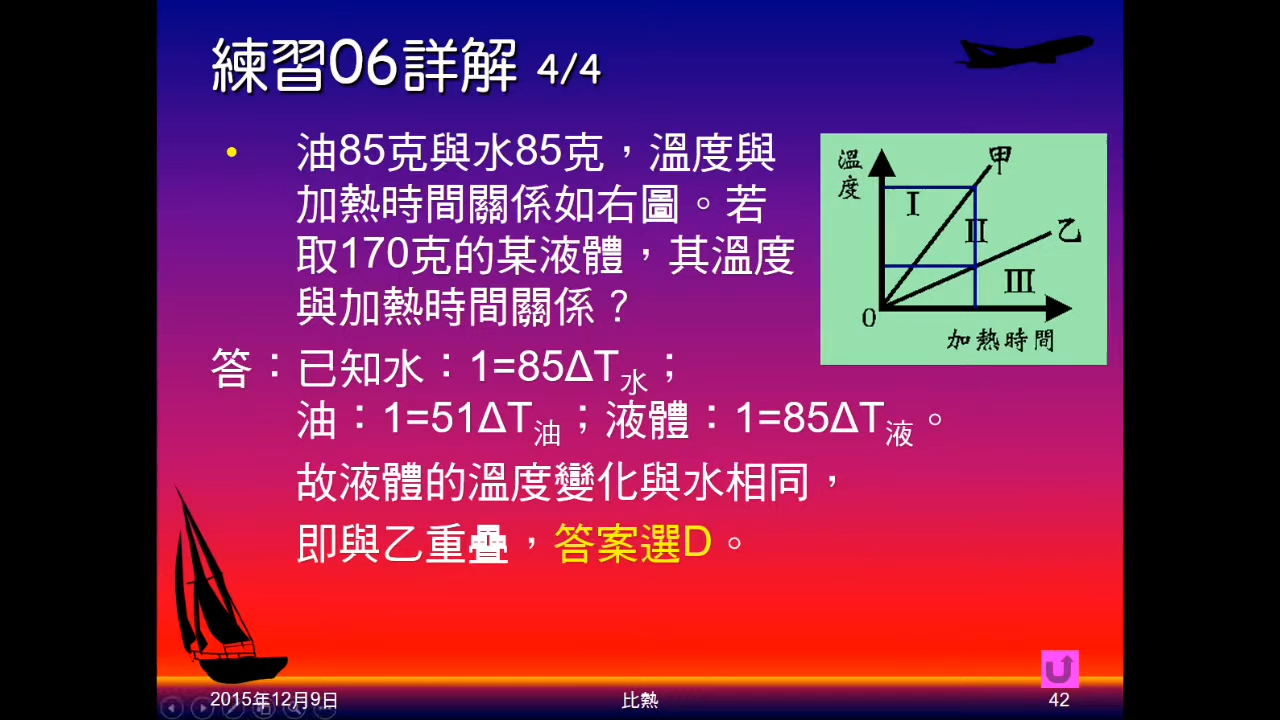 練習06詳解 4/4
• 油85克與水85克，溫度與
加熱時間關係如右圖。若
取170克的某液體，其溫度
與加熱時間關係？
答：已知水：1=85ΔT水；
油：1=51ΔT油；液體：1=85ΔT液。
故液體的溫度變化與水相同，
即與乙重疊，答案選D。
溫度
甲
I
II
乙
III
0
加熱時間
2015年12月9日
比熱
42